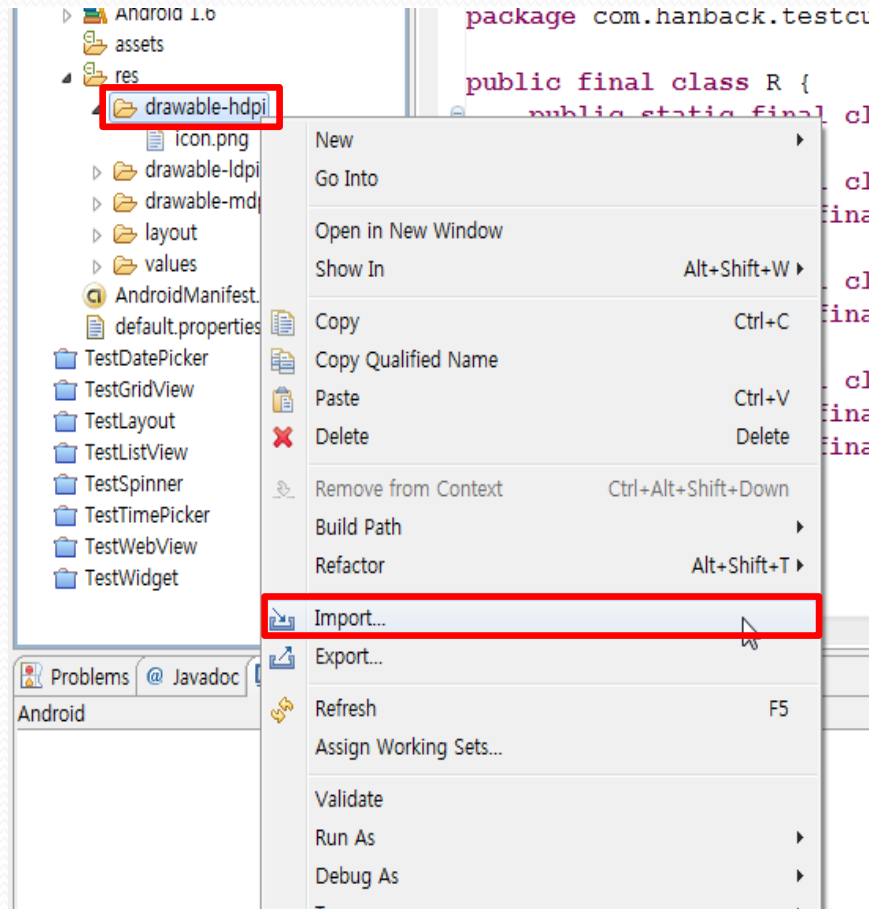 Android 1.6
assets
res
drawable-hdpi
icon.png
drawable-ldpi
layout
values
AndroidManifest.
default.properties
TestDatePicker
TestGridView
TestLayout
TestListView
TestSpinner
TestTimePicker
TestWebView
TestWidget
package com.hanback.testcu
public final class R {
public static final cl
New
Go Into
Open in New Window
Show In Alt+Shift+W
Copy Ctrl+C
Copy Qualified Name
Paste Ctrl+V
Delete Delete
Remove from Context Ctrl+Alt+Shift+Down
Build Path
Refactor Alt+Shift+T
Import...
Export...
Refresh F5
Assign Working Sets...
Validate
Run As
Debug As
Problems @ Javadoc
Android